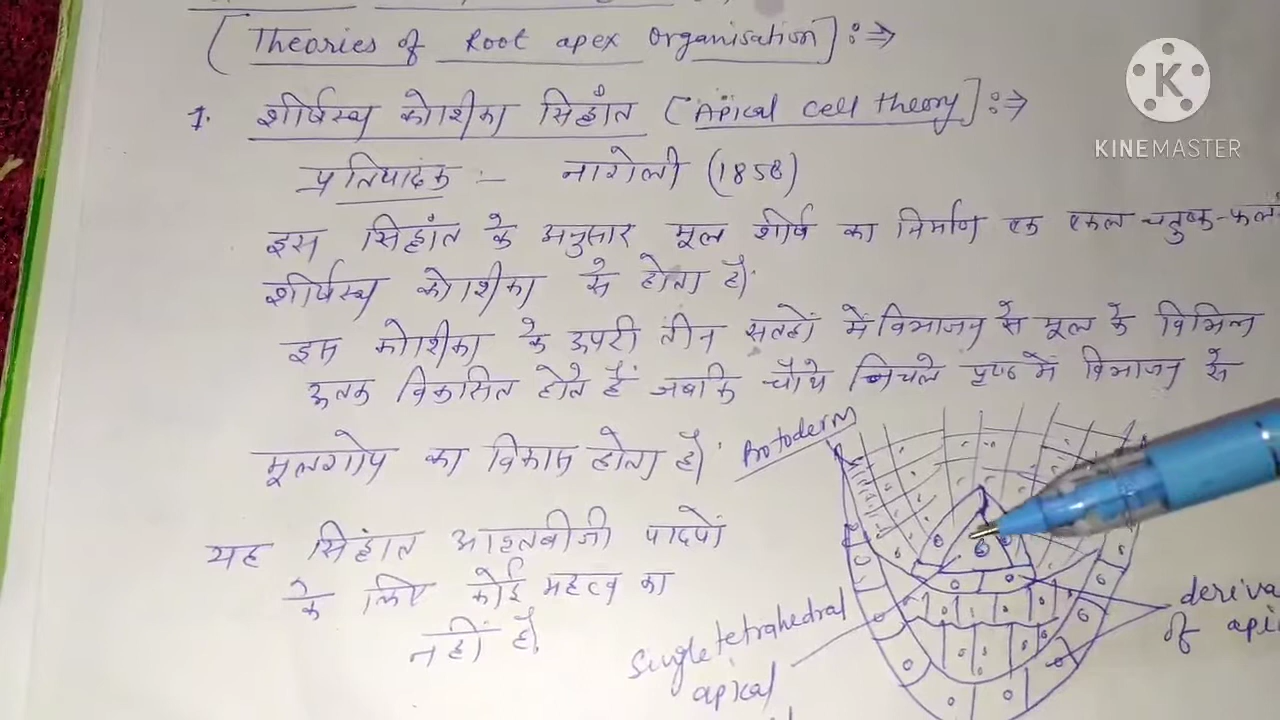 [Theories of Root apex organisation] :⇒
1. शीर्षस्थ कोशिका सिद्धांत [Apical cell theory] :⇒
प्रतिपादक :- नागेली (1858)
इस सिद्धांत के अनुसार मूल शीर्ष का निर्माण एक एकल चतुष्क-फल
शीर्षस्थ कोशिका से होता है।
इस कोशिका के ऊपरी तीन सतहों में विभाजन से मूल के विभिन्न
ऊतक विकसित होते हैं जबकि चौथे निचले पृष्ठ में विभाजन से
मूलगोप का विकास होता है।
Protoderm
यह सिद्धांत आवृतबीजी पादपों
के लिए कोई महत्व का
नहीं है।
Single tetrahedral
apical
deriva
of api
KINEMASTER